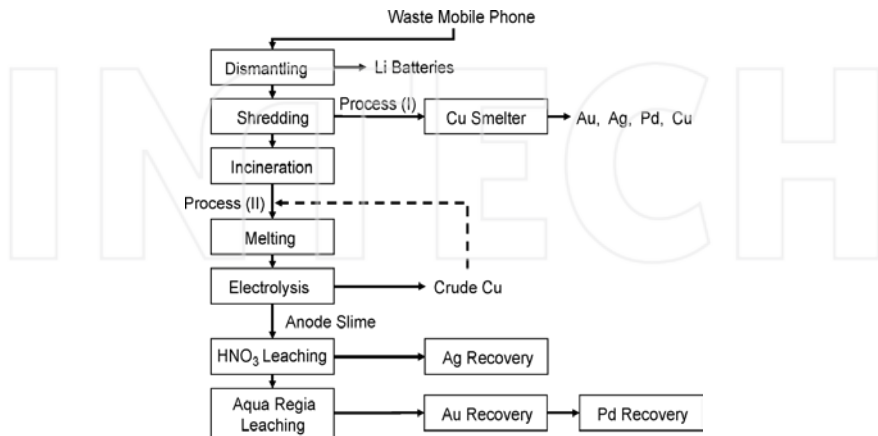 Waste Mobile Phone
Dismantling
Li Batteries
Shredding
Process (I)
Cu Smelter
Au, Ag, Pd, Cu
Incineration
Process (II)
Melting
Electrolysis
Crude Cu
Anode Slime
HNO₃ Leaching
Ag Recovery
Aqua Regia
Leaching
Au Recovery
Pd Recovery
INTECH